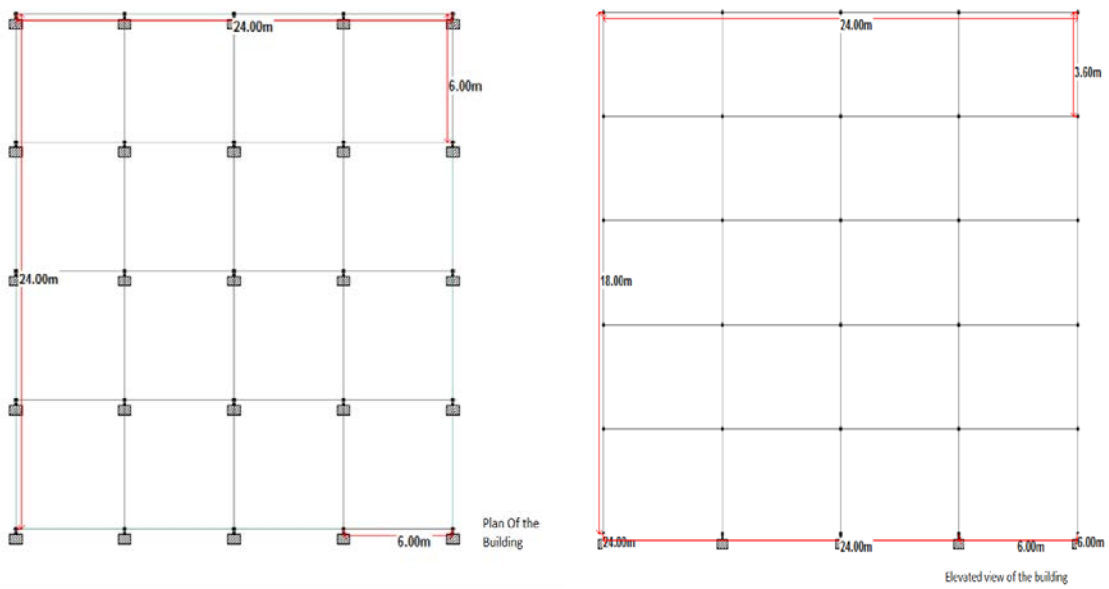 24.00m
6.00m
24.00m
6.00m
Plan Of the
Building
24.00m
3.60m
18.00m
24.00m
24.00m
6.00m
6.00m
Elevated view of the building